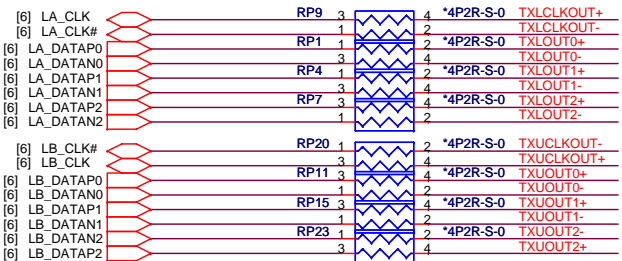 [6] LA_CLK RP9 3 4 *4P2R-S-0 TXLCLKOUT+
[6] LA_CLK# 1 2 TXLCLKOUT-
[6] LA_DATAP0 RP1 1 2 *4P2R-S-0 TXLOUT0+
[6] LA_DATAN0 3 4 TXLOUT0-
[6] LA_DATAP1 RP4 1 2 *4P2R-S-0 TXLOUT1+
[6] LA_DATAN1 3 4 TXLOUT1-
[6] LA_DATAP2 RP7 3 4 *4P2R-S-0 TXLOUT2+
[6] LA_DATAN2 1 2 TXLOUT2-
[6] LB_CLK# RP20 1 2 *4P2R-S-0 TXUCLKOUT-
[6] LB_CLK 3 4 TXUCLKOUT+
[6] LB_DATAP0 RP11 3 4 *4P2R-S-0 TXUOUT0+
[6] LB_DATAN0 1 2 TXUOUT0-
[6] LB_DATAP1 RP15 3 4 *4P2R-S-0 TXUOUT1+
[6] LB_DATAN1 1 2 TXUOUT1-
[6] LB_DATAN2 RP23 1 2 *4P2R-S-0 TXUOUT2-
[6] LB_DATAP2 3 4 TXUOUT2+